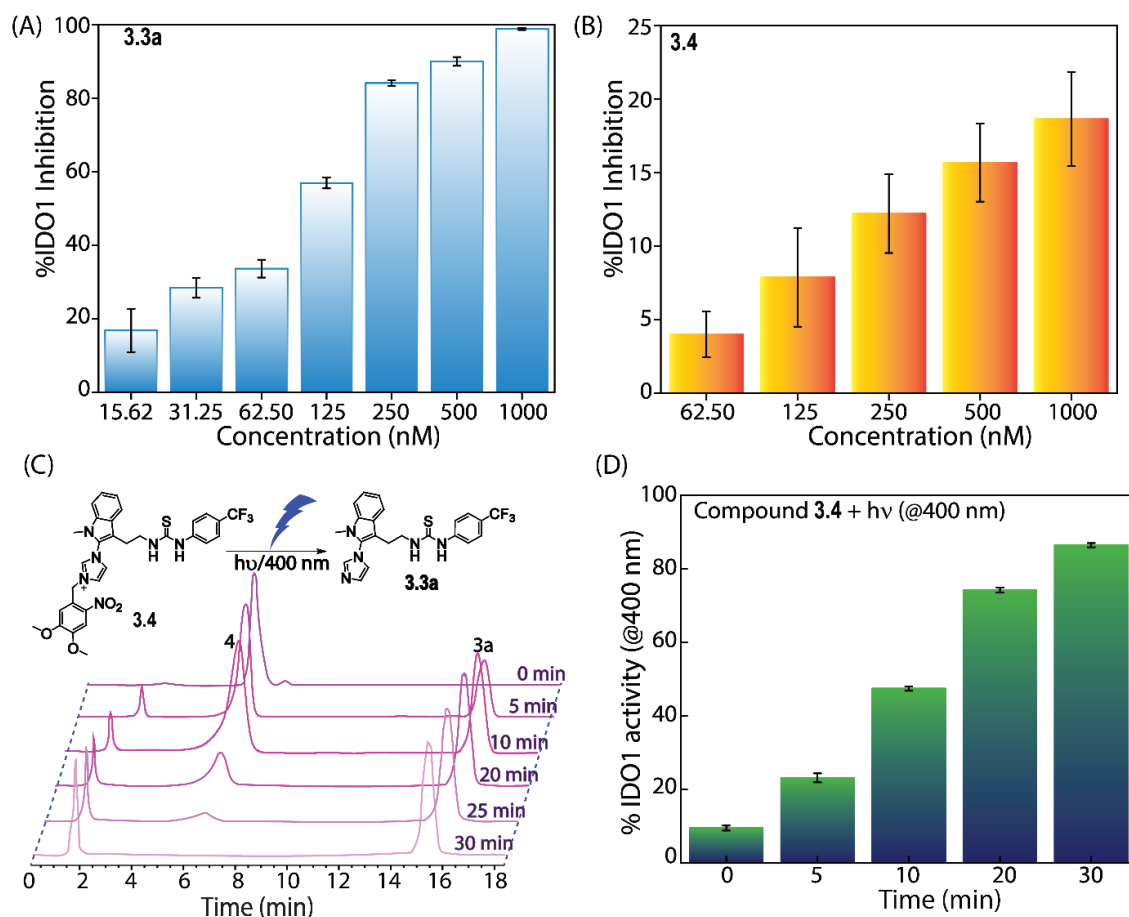 (A)
3.3a
%IDO1 Inhibition
100
80
60
40
20
0
15.62 31.25 62.50 125 250 500 1000
Concentration (nM)
(B)
3.4
%IDO1 Inhibition
25
20
15
10
5
0
62.50 125 250 500 1000
Concentration (nM)
(C)
N
N
N+
NO2
O
O
3.4
S
N
H
N
H
CF3
hν/400 nm
N
N
N
S
N
H
N
H
CF3
3.3a
4
3a
0 min
5 min
10 min
20 min
25 min
30 min
0 2 4 6 8 10 12 14 16 18
Time (min)
(D)
Compound 3.4 + hν (@400 nm)
% IDO1 activity (@400 nm)
100
80
60
40
20
0
0 5 10 20 30
Time (min)